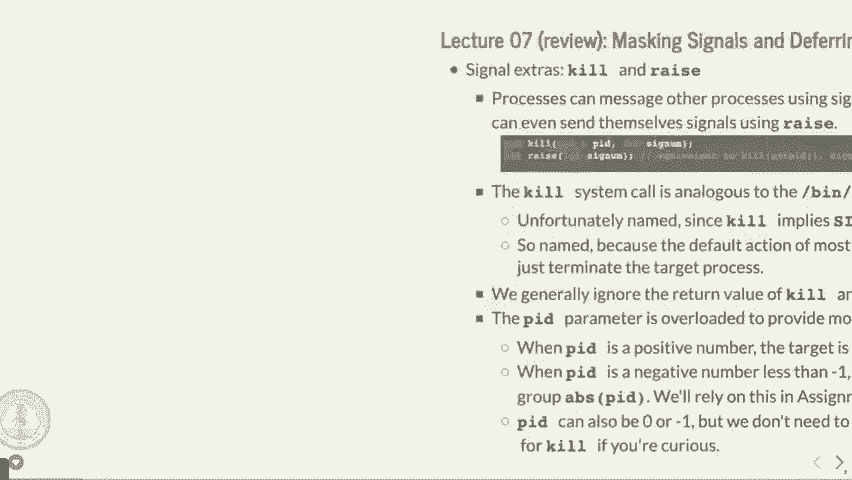 Lecture 07 (review): Masking Signals and Deferri
Signal extras: kill and raise
Processes can message other processes using sig
can even send themselves signals using raise.
kill( pid, signum);
raise( signum); // equivalent to kill(getpid(),
The kill system call is analogous to the /bin/
Unfortunately named, since kill implies SI
So named, because the default action of most
just terminate the target process.
We generally ignore the return value of kill an
The pid parameter is overloaded to provide mo
When pid is a positive number, the target is
When pid is a negative number less than -1,
group abs(pid). We'll rely on this in Assignm
pid can also be 0 or -1, but we don't need to
for kill if you're curious.